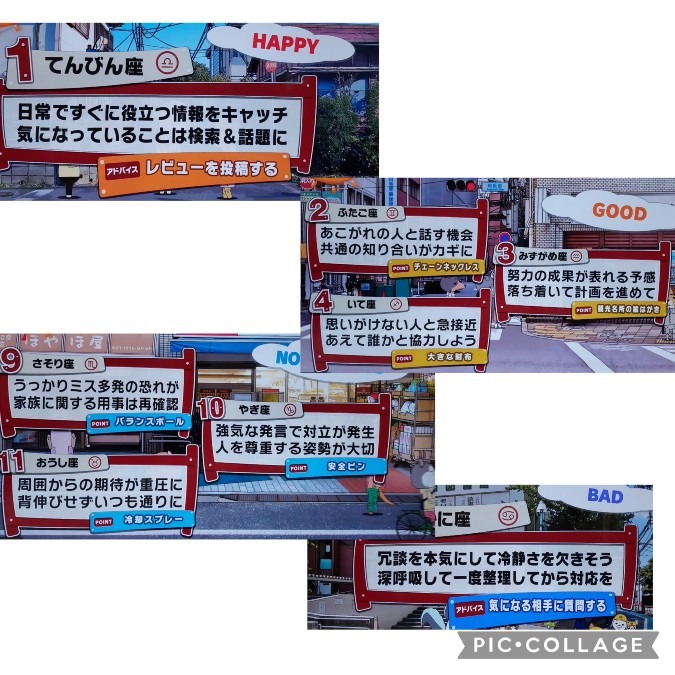 HAPPY
1 てんびん座
日常ですぐに役立つ情報をキャッチ
気になっていることは検索&話題に
アドバイス レビューを投稿する
GOOD
2 ふたご座
あこがれの人と話す機会
共通の知り合いがカギに
POINT チェーンネックレス
3 みずがめ座
努力の成果が表れる予感
落ち着いて計画を進めて
POINT 観光名所の絵はがき
4 いて座
思いがけない人と急接近
あえて誰かと協力しよう
POINT 大きな財布
ほやほ屋
NO
9 さそり座
うっかりミス多発の恐れが
家族に関する用事は再確認
POINT バランスボール
10 やぎ座
強気な発言で対立が発生
人を尊重する姿勢が大切
POINT 安全ピン
11 おうし座
周囲からの期待が重圧に
背伸びせずいつも通りに
POINT 冷却スプレー
BAD
に座
冗談を本気にして冷静さを欠きそう
深呼吸して一度整理してから対応を
アドバイス 気になる相手に質問する
PIC•COLLAGE